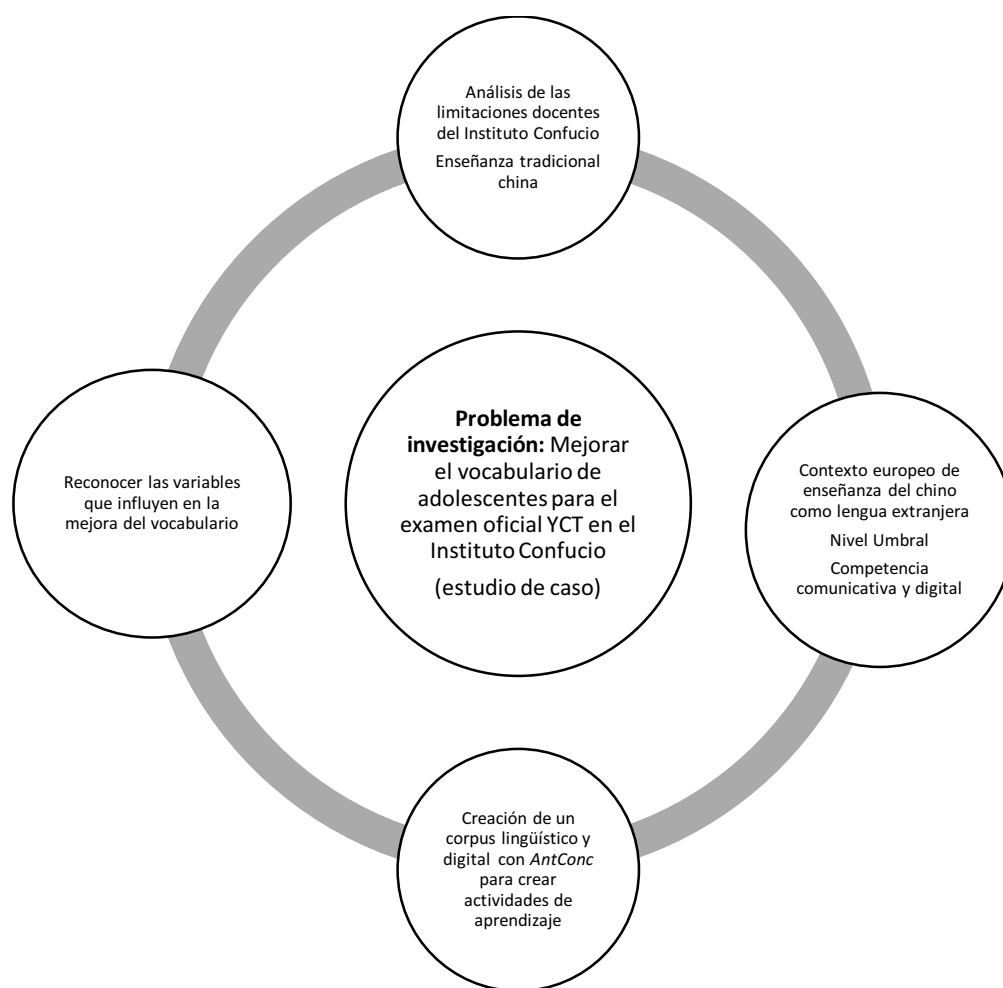 Análisis de las
limitaciones docentes
del Instituto Confucio
Enseñanza tradicional
china
Problema de
investigación: Mejorar
el vocabulario de
adolescentes para el
examen oficial YCT en el
Instituto Confucio
(estudio de caso)
Contexto europeo de
enseñanza del chino
como lengua extranjera
Nivel Umbral
Competencia
comunicativa y digital
Creación de un
corpus lingüístico y
digital con AntConc
para crear
actividades de
aprendizaje
Reconocer las variables
que influyen en la
mejora del vocabulario